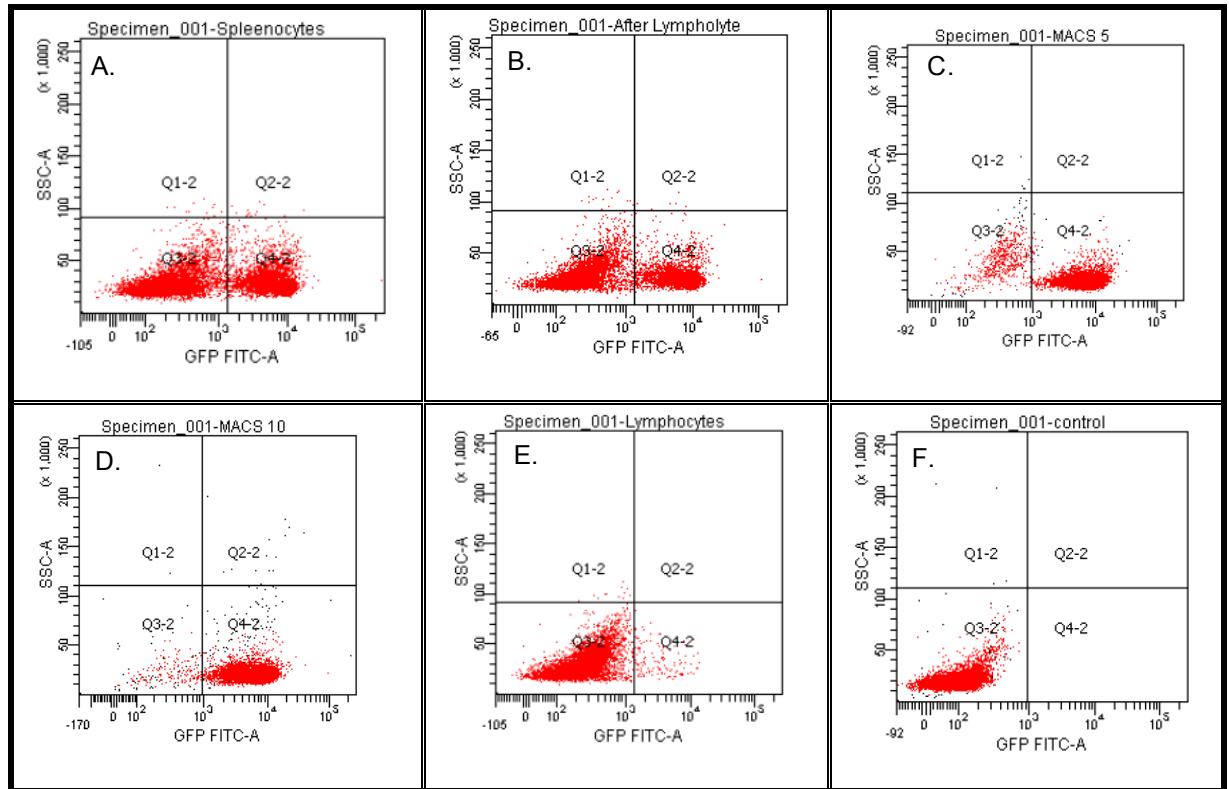 Specimen_001-Spleenocytes
A.
SSC-A
(x 1,000)
250
200
150
100
50
Q1-2
Q2-2
Q3-2
Q4-2
-105
0
10²
10³
10⁴
10⁵
GFP FITC-A
Specimen_001-After Lympholyte
B.
SSC-A
(x 1,000)
250
200
150
100
50
Q1-2
Q2-2
Q3-2
Q4-2
-65
0
10²
10³
10⁴
10⁵
GFP FITC-A
Specimen_001-MACS 5
C.
SSC-A
(x 1,000)
250
200
150
100
50
Q1-2
Q2-2
Q3-2
Q4-2
-92
0
10²
10³
10⁴
10⁵
GFP FITC-A
Specimen_001-MACS 10
D.
SSC-A
(x 1,000)
250
200
150
100
50
Q1-2
Q2-2
Q3-2
Q4-2
-170
0
10²
10³
10⁴
10⁵
GFP FITC-A
Specimen_001-Lymphocytes
E.
SSC-A
(x 1,000)
250
200
150
100
50
Q1-2
Q2-2
Q3-2
Q4-2
-105
0
10²
10³
10⁴
10⁵
GFP FITC-A
Specimen_001-control
F.
SSC-A
(x 1,000)
250
200
150
100
50
Q1-2
Q2-2
Q3-2
Q4-2
-92
0
10²
10³
10⁴
10⁵
GFP FITC-A